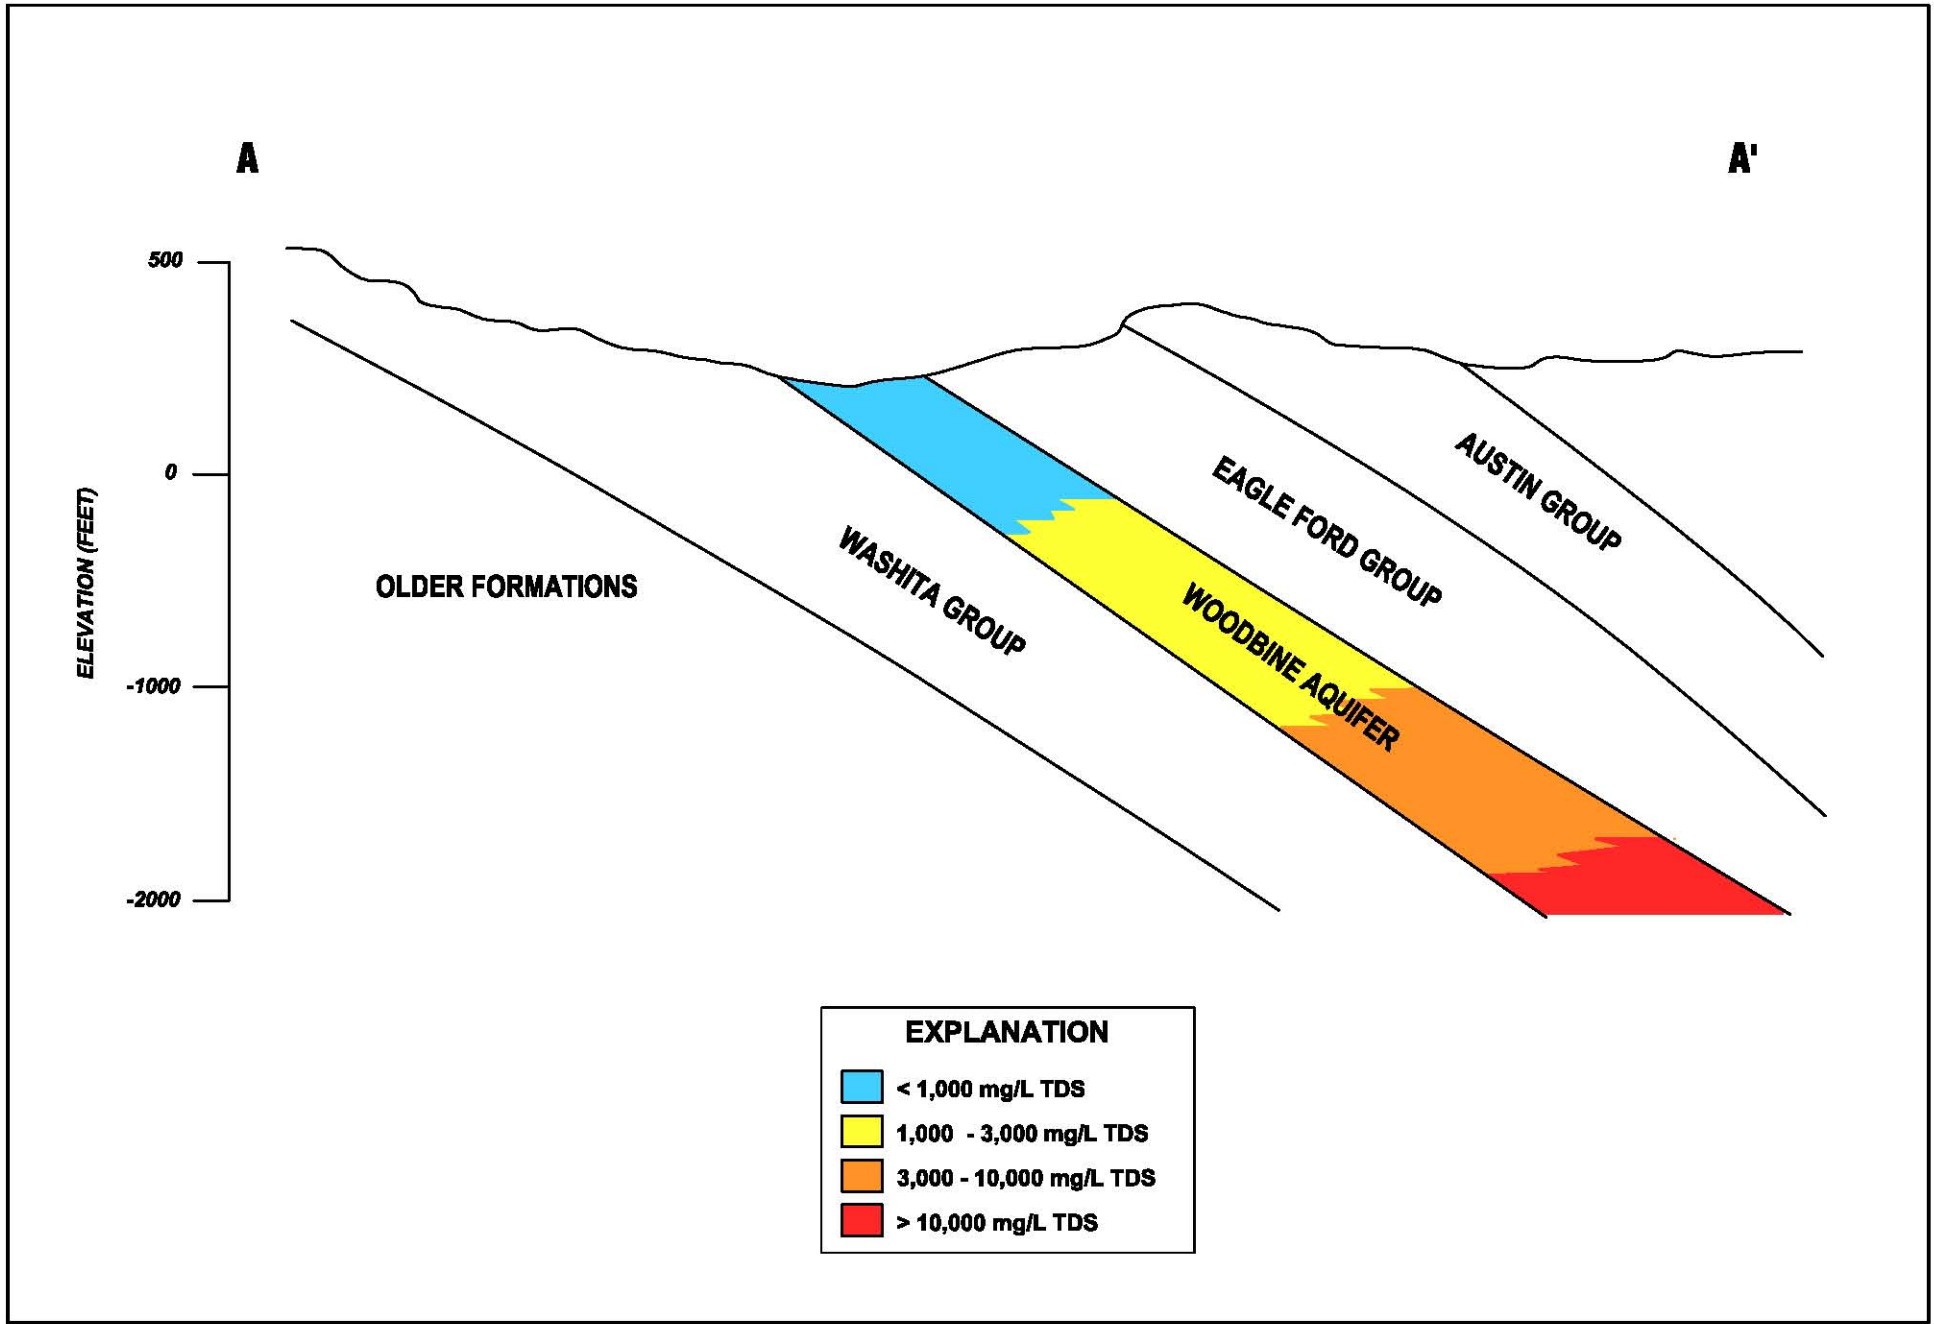 A
A'
500
0
-1000
-2000
ELEVATION (FEET)
OLDER FORMATIONS
WASHITA GROUP
WOODBINE AQUIFER
EAGLE FORD GROUP
AUSTIN GROUP
EXPLANATION
< 1,000 mg/L TDS
1,000 - 3,000 mg/L TDS
3,000 - 10,000 mg/L TDS
> 10,000 mg/L TDS